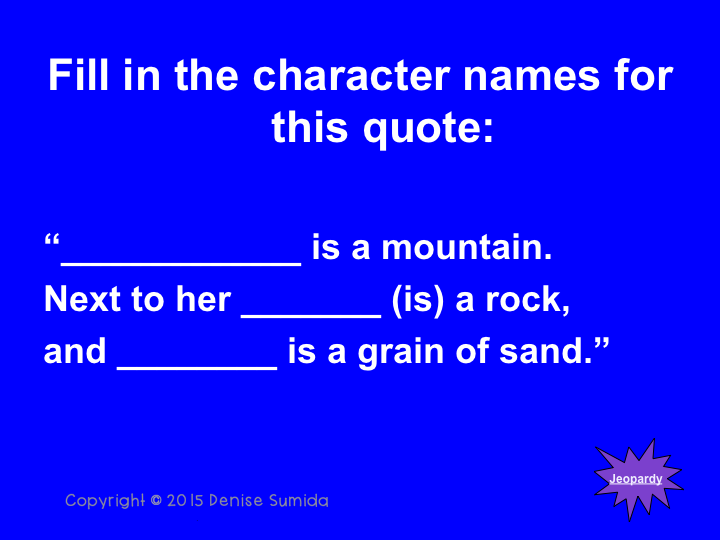 Fill in the character names for
this quote:
“____________ is a mountain.
Next to her _______ (is) a rock,
and ________ is a grain of sand.”
Jeopardy
Copyright © 2015 Denise Sumida